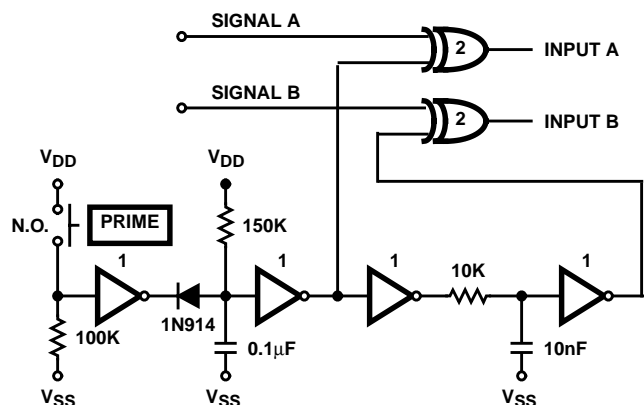 SIGNAL A
2
INPUT A
SIGNAL B
2
INPUT B
VDD
VDD
N.O.
PRIME
150K
1
1
1
10K
1
100K
1N914
0.1µF
10nF
VSS
VSS
VSS